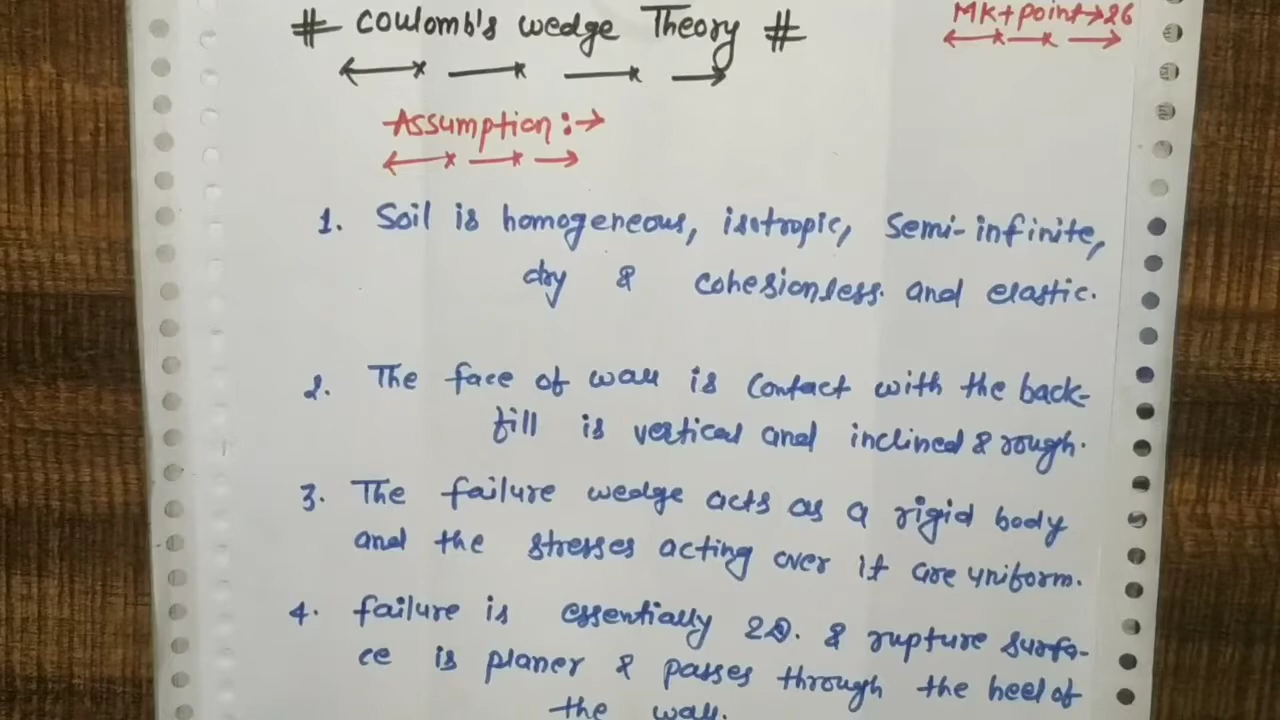 # Coulomb's wedge Theory #
MK+point→26
Assumption:→
1. Soil is homogeneous, isotropic, Semi-infinite,
dry & cohesionless. and elastic.
2. The face of wall is Contact with the back-
fill is vertical and inclined & rough.
3. The failure wedge acts as a rigid body
and the stresses acting over it are uniform.
4. failure is essentially 2D. & rupture surfa-
ce is planer & passes through the heel of
the wall.